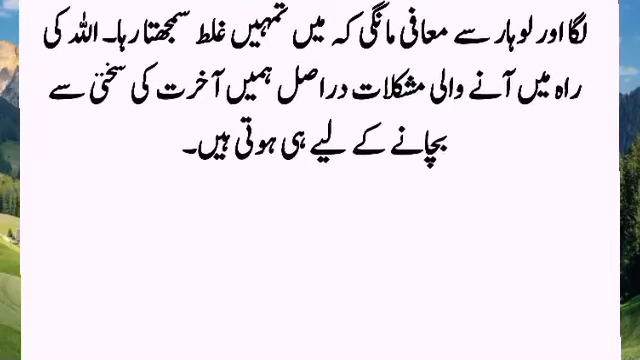 لگا اور لوہار سے معافی مانگی کہ میں تمہیں غلط سمجھتا رہا۔ اللہ کی
راہ میں آنے والی مشکلات دراصل ہمیں آخرت کی سختی سے
بچانے کے لیے ہی ہوتی ہیں۔